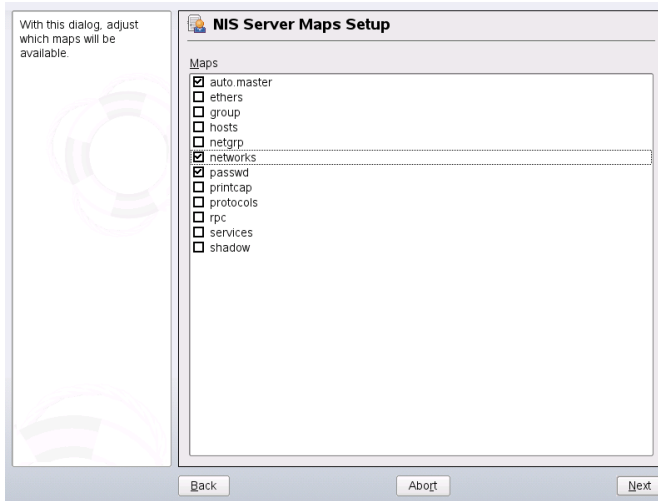 With this dialog, adjust
which maps will be
available.
NIS Server Maps Setup
Maps
auto.master
ethers
group
hosts
netgrp
networks
passwd
printcap
protocols
rpc
services
shadow
Back
Abort
Next